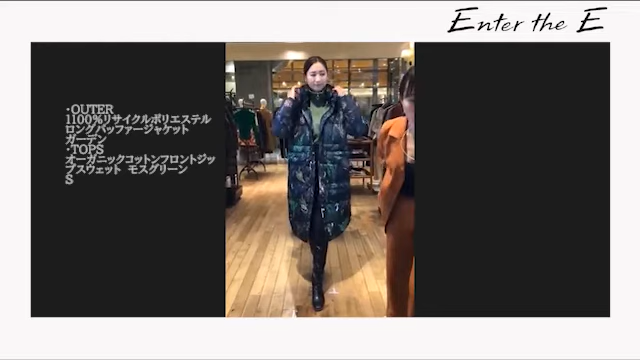 Enter the E
・OUTER
1100%リサイクルポリエステル
ロングパッファージャケット
ガーデン
・TOPS
オーガニックコットンフロントジッ
プスウェット モスグリーン
S